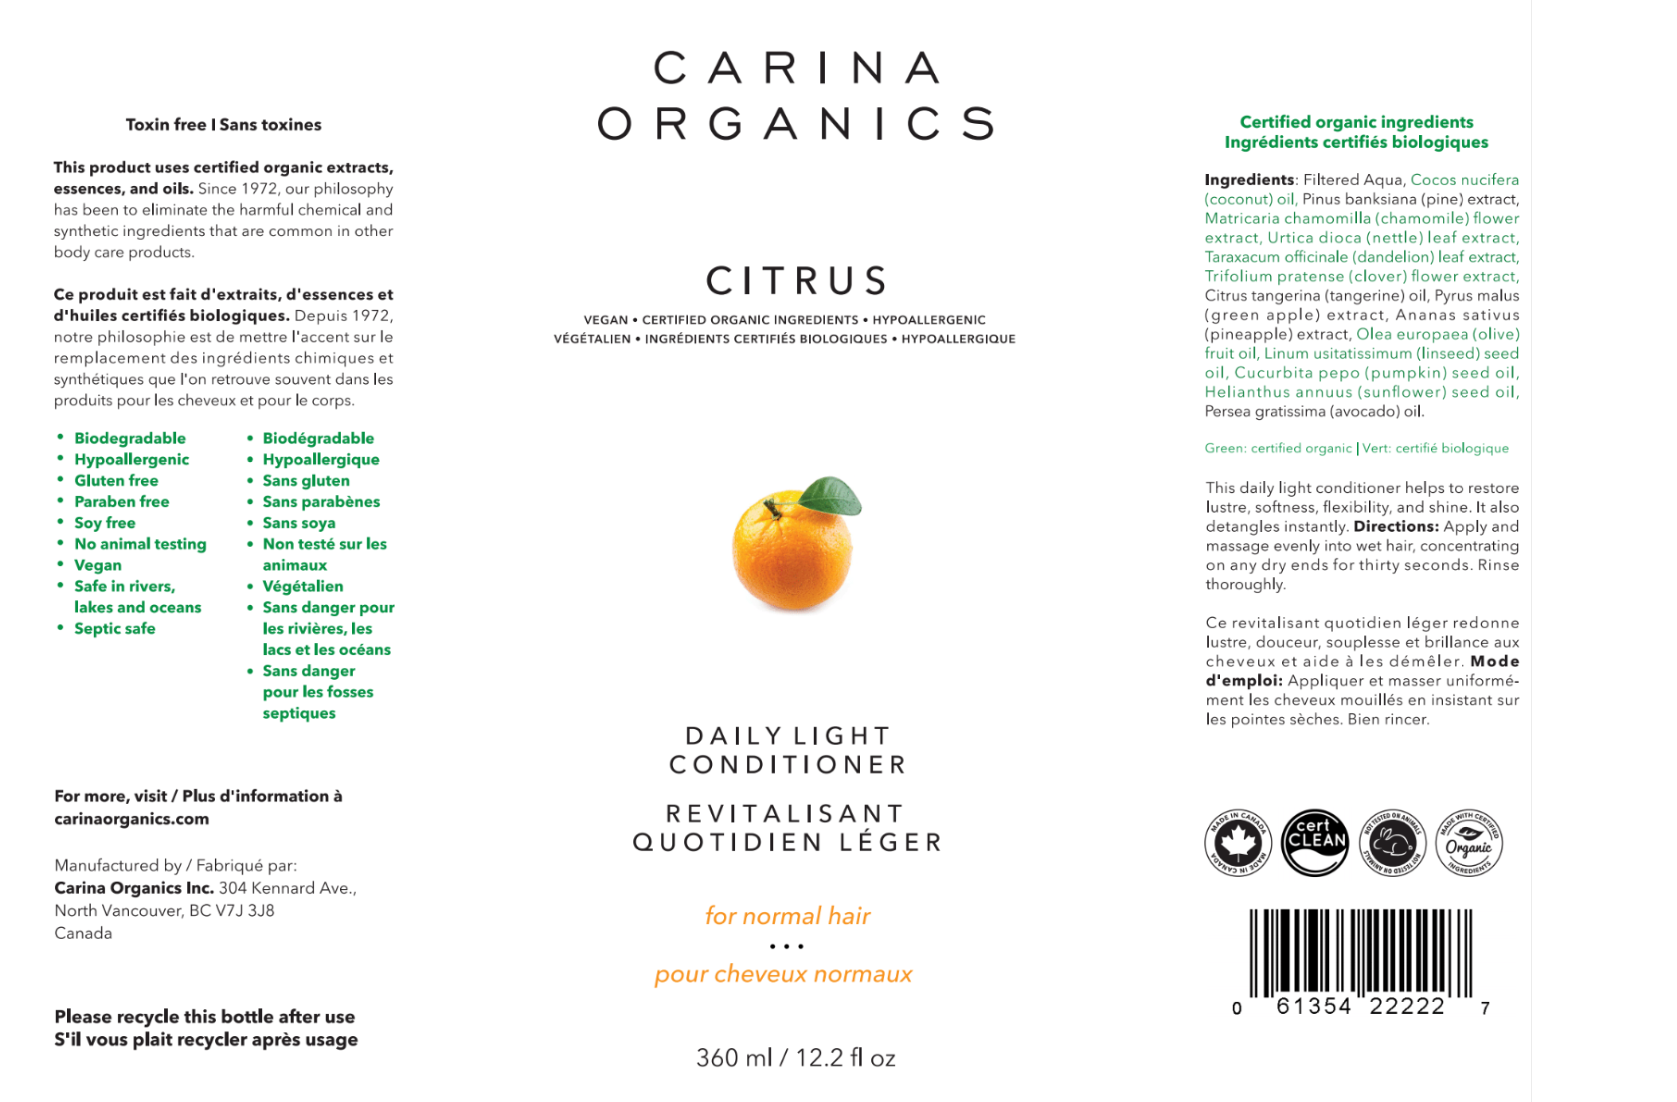 Toxin free I Sans toxines
This product uses certified organic extracts,
essences, and oils. Since 1972, our philosophy
has been to eliminate the harmful chemical and
synthetic ingredients that are common in other
body care products.
Ce produit est fait d'extraits, d'essences et
d'huiles certifiés biologiques. Depuis 1972,
notre philosophie est de mettre l'accent sur le
remplacement des ingrédients chimiques et
synthétiques que l'on retrouve souvent dans les
produits pour les cheveux et pour le corps.
• Biodegradable
• Hypoallergenic
• Gluten free
• Paraben free
• Soy free
• No animal testing
• Vegan
• Safe in rivers,
lakes and oceans
• Septic safe
• Biodégradable
• Hypoallergique
• Sans gluten
• Sans parabènes
• Sans soya
• Non testé sur les
animaux
• Végétalien
• Sans danger pour
les rivières, les
lacs et les océans
• Sans danger
pour les fosses
septiques
For more, visit / Plus d'information à
carinaorganics.com
Manufactured by / Fabriqué par:
Carina Organics Inc. 304 Kennard Ave.,
North Vancouver, BC V7J 3J8
Canada
Please recycle this bottle after use
S'il vous plait recycler après usage
CARINA
ORGANICS
CITRUS
VEGAN • CERTIFIED ORGANIC INGREDIENTS • HYPOALLERGENIC
VÉGÉTALIEN • INGRÉDIENTS CERTIFIÉS BIOLOGIQUES • HYPOALLERGIQUE
DAILY LIGHT
CONDITIONER
REVITALISANT
QUOTIDIEN LÉGER
for normal hair
• • •
pour cheveux normaux
360 ml / 12.2 fl oz
Certified organic ingredients
Ingrédients certifiés biologiques
Ingredients: Filtered Aqua, Cocos nucifera
(coconut) oil, Pinus banksiana (pine) extract,
Matricaria chamomilla (chamomile) flower
extract, Urtica dioca (nettle) leaf extract,
Taraxacum officinale (dandelion) leaf extract,
Trifolium pratense (clover) flower extract,
Citrus tangerina (tangerine) oil, Pyrus malus
(green apple) extract, Ananas sativus
(pineapple) extract, Olea europaea (olive)
fruit oil, Linum usitatissimum (linseed) seed
oil, Cucurbita pepo (pumpkin) seed oil,
Helianthus annuus (sunflower) seed oil,
Persea gratissima (avocado) oil.
Green: certified organic | Vert: certifié biologique
This daily light conditioner helps to restore
lustre, softness, flexibility, and shine. It also
detangles instantly. Directions: Apply and
massage evenly into wet hair, concentrating
on any dry ends for thirty seconds. Rinse
thoroughly.
Ce revitalisant quotidien léger redonne
lustre, douceur, souplesse et brillance aux
cheveux et aide à les démêler. Mode
d'emploi: Appliquer et masser uniformé-
ment les cheveux mouillés en insistant sur
les pointes sèches. Bien rincer.
MADE IN CANADA
MADE IN CANADA
cert
CLEAN
NOT TESTED ON ANIMALS
NOT TESTED ON ANIMALS
MADE WITH CERTIFIED
Organic
INGREDIENTS
0 61354 22222 7